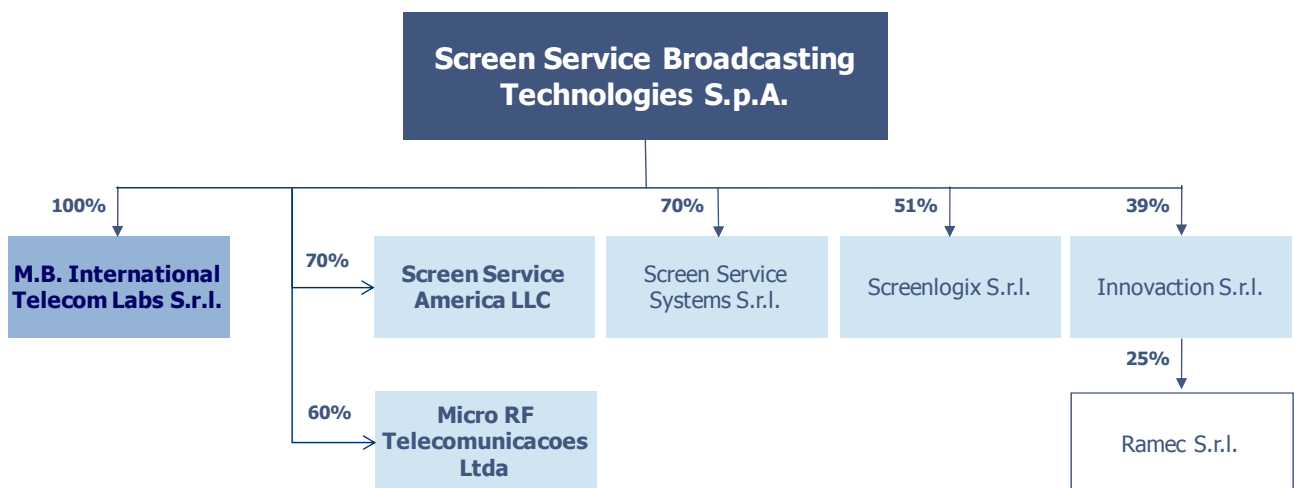 Screen Service Broadcasting
Technologies S.p.A.
100%
70%
51%
39%
M.B. International
Telecom Labs S.r.l.
70%
Screen Service
America LLC
Screen Service
Systems S.r.l.
Screenlogix S.r.l.
Innovaction S.r.l.
25%
60%
Micro RF
Telecomunicacoes
Ltda
Ramec S.r.l.